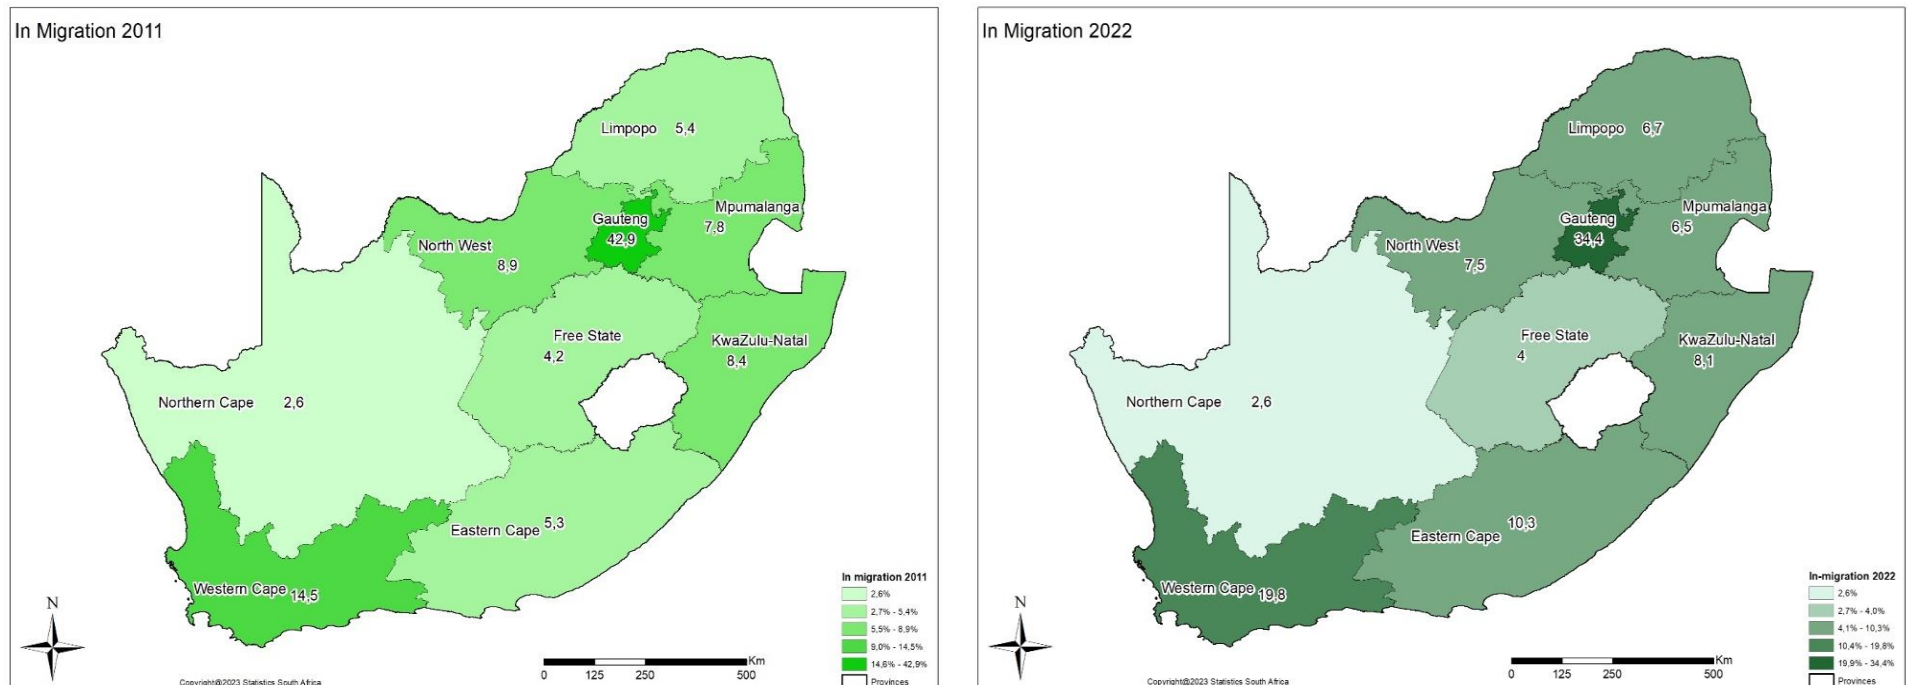 In Migration 2011
Limpopo 5,4
Mpumalanga
7,8
Gauteng
42,9
North West
8,9
Free State
4,2
KwaZulu-Natal
8,4
Northern Cape 2,6
Eastern Cape 5,3
Western Cape 14,5
N
In migration 2011
2,6%
2,7% - 5,4%
5,5% - 8,9%
9,0% - 14,5%
14,6% - 42,9%
Provinces
Km
0 125 250 500
Copyright@2023 Statistics South Africa
In Migration 2022
Limpopo 6,7
Mpumalanga
6,5
Gauteng
34,4
North West
7,5
Free State
4
KwaZulu-Natal
8,1
Northern Cape 2,6
10,3
Eastern Cape
Western Cape 19,8
N
In-migration 2022
2,6%
2,7% - 4,0%
4,1% - 10,3%
10,4% - 19,8%
19,9% - 34,4%
Provinces
Km
0 125 250 500
Copyright@2023 Statistics South Africa